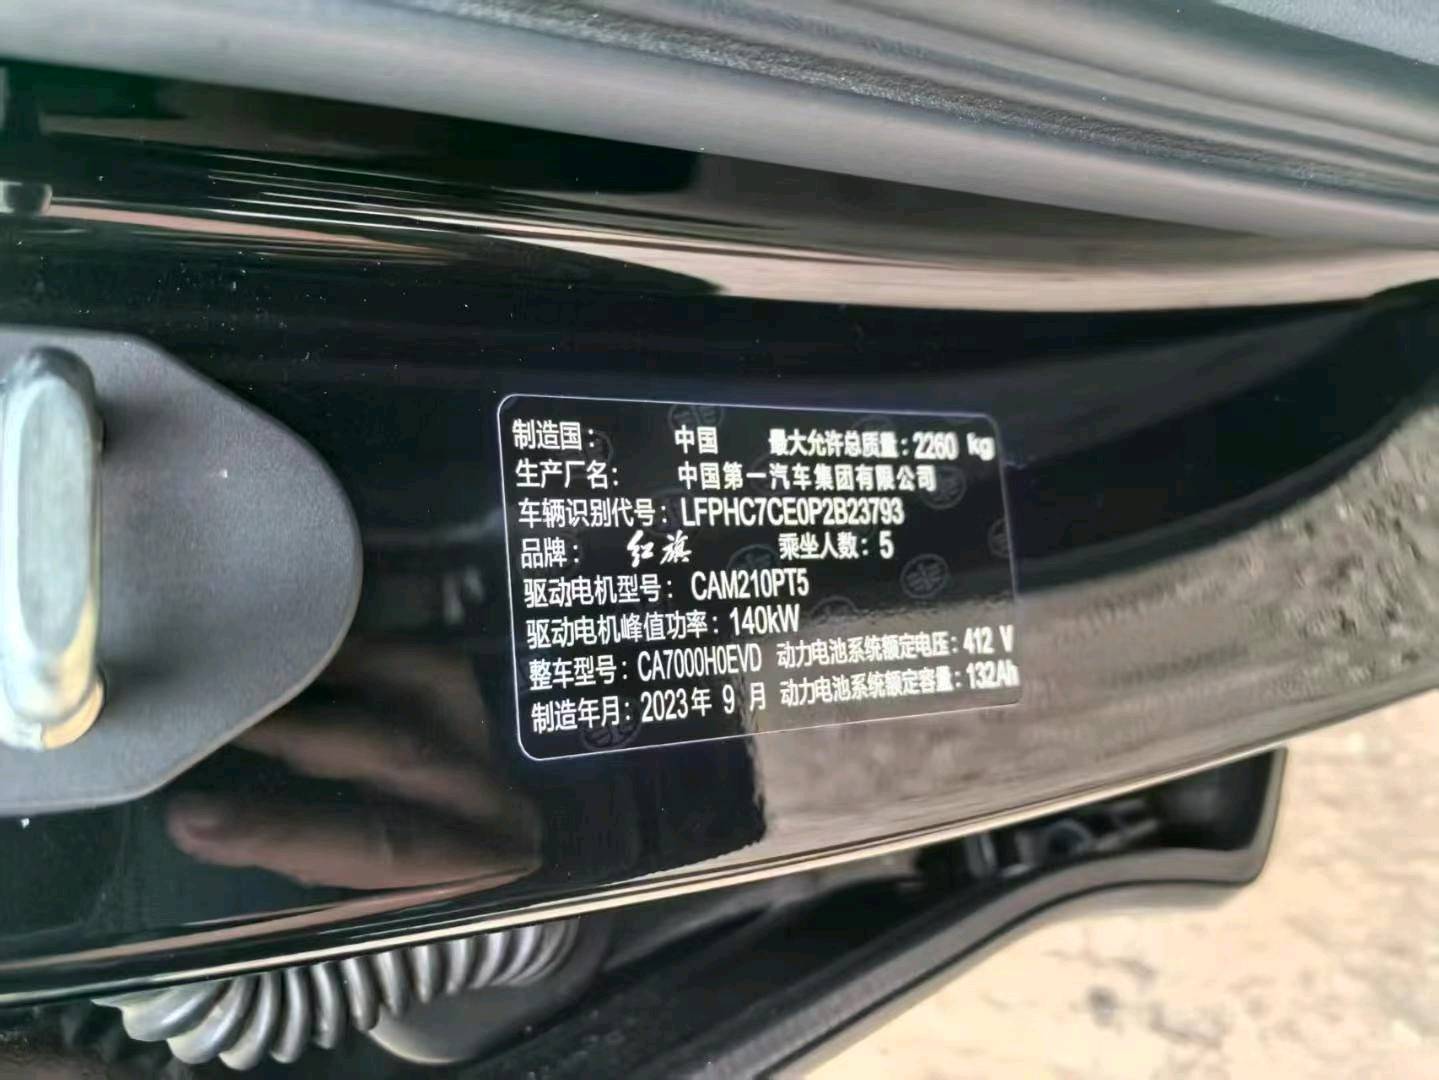 制造国： 中国 最大允许总质量：2260 kg
生产厂名： 中国第一汽车集团有限公司
车辆识别代号：LFPHC7CE0P2B23793
品牌： 红旗 乘坐人数：5
驱动电机型号： CAM210PT5
驱动电机峰值功率：140kW
整车型号：CA7000H0EVD 动力电池系统额定电压：412 V
制造年月：2023年 9 月 动力电池系统额定容量：132Ah